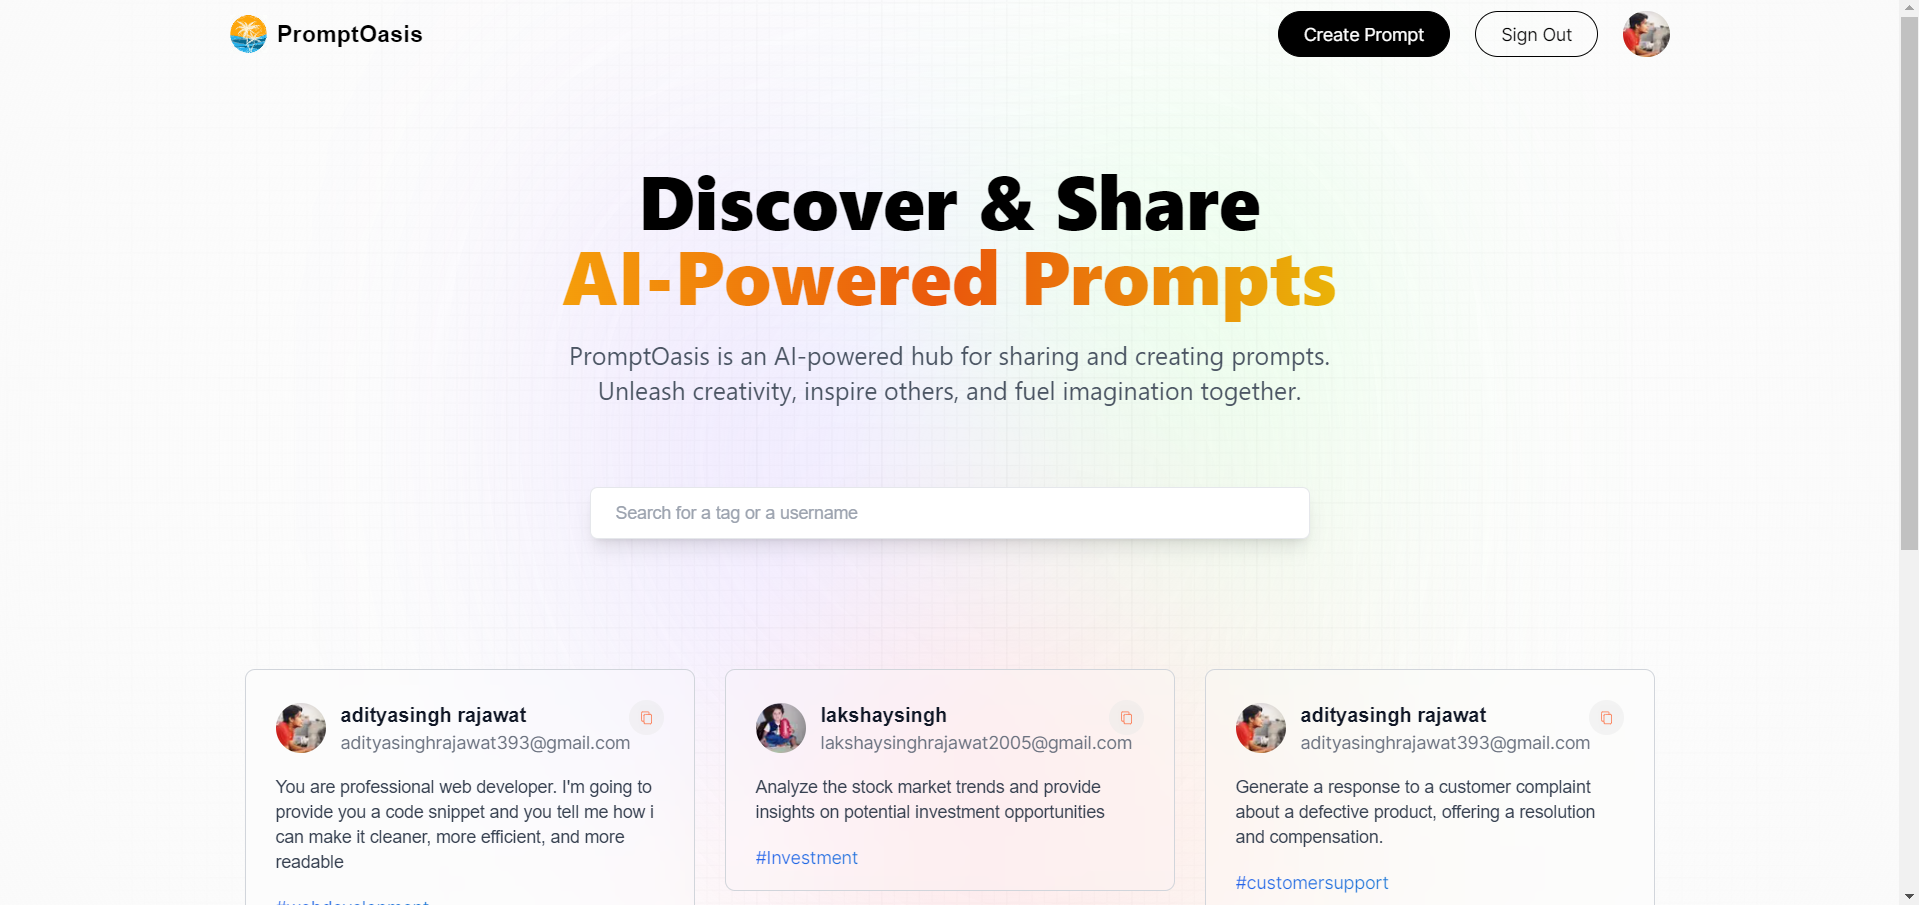 PromptOasis
Create Prompt
Sign Out
Discover & Share
AI-Powered Prompts
PromptOasis is an AI-powered hub for sharing and creating prompts.
Unleash creativity, inspire others, and fuel imagination together.
Search for a tag or a username
adityasingh rajawat
adityasinghrajawat393@gmail.com
You are professional web developer. I'm going to
provide you a code snippet and you tell me how i
can make it cleaner, more efficient, and more
readable
#webdevelopment
lakshaysingh
lakshaysinghrajawat2005@gmail.com
Analyze the stock market trends and provide
insights on potential investment opportunities
#Investment
adityasingh rajawat
adityasinghrajawat393@gmail.com
Generate a response to a customer complaint
about a defective product, offering a resolution
and compensation.
#customersupport